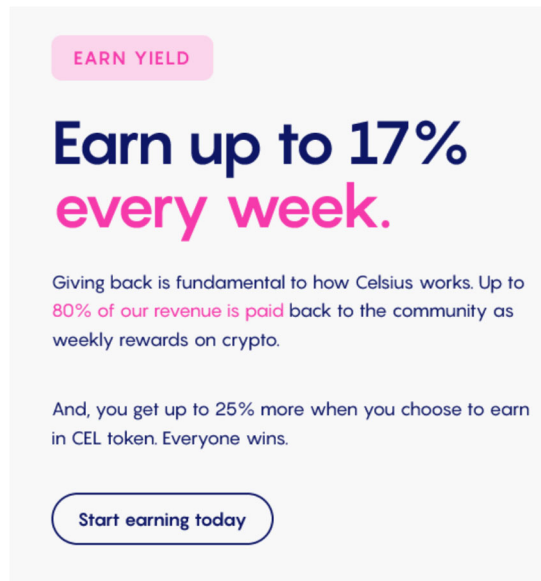 EARN YIELD
Earn up to 17%
every week.
Giving back is fundamental to how Celsius works. Up to
80% of our revenue is paid back to the community as
weekly rewards on crypto.
And, you get up to 25% more when you choose to earn
in CEL token. Everyone wins.
Start earning today